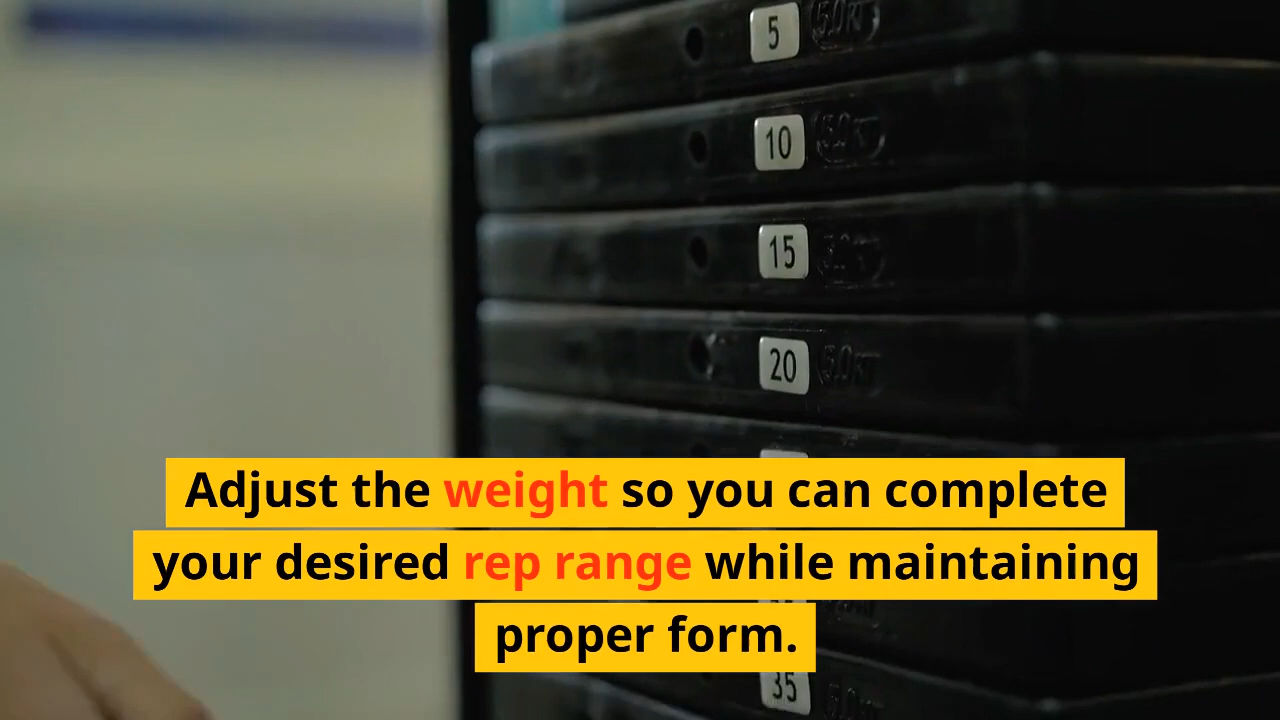 5
10
15
20
Adjust the weight so you can complete
your desired rep range while maintaining
proper form.
35